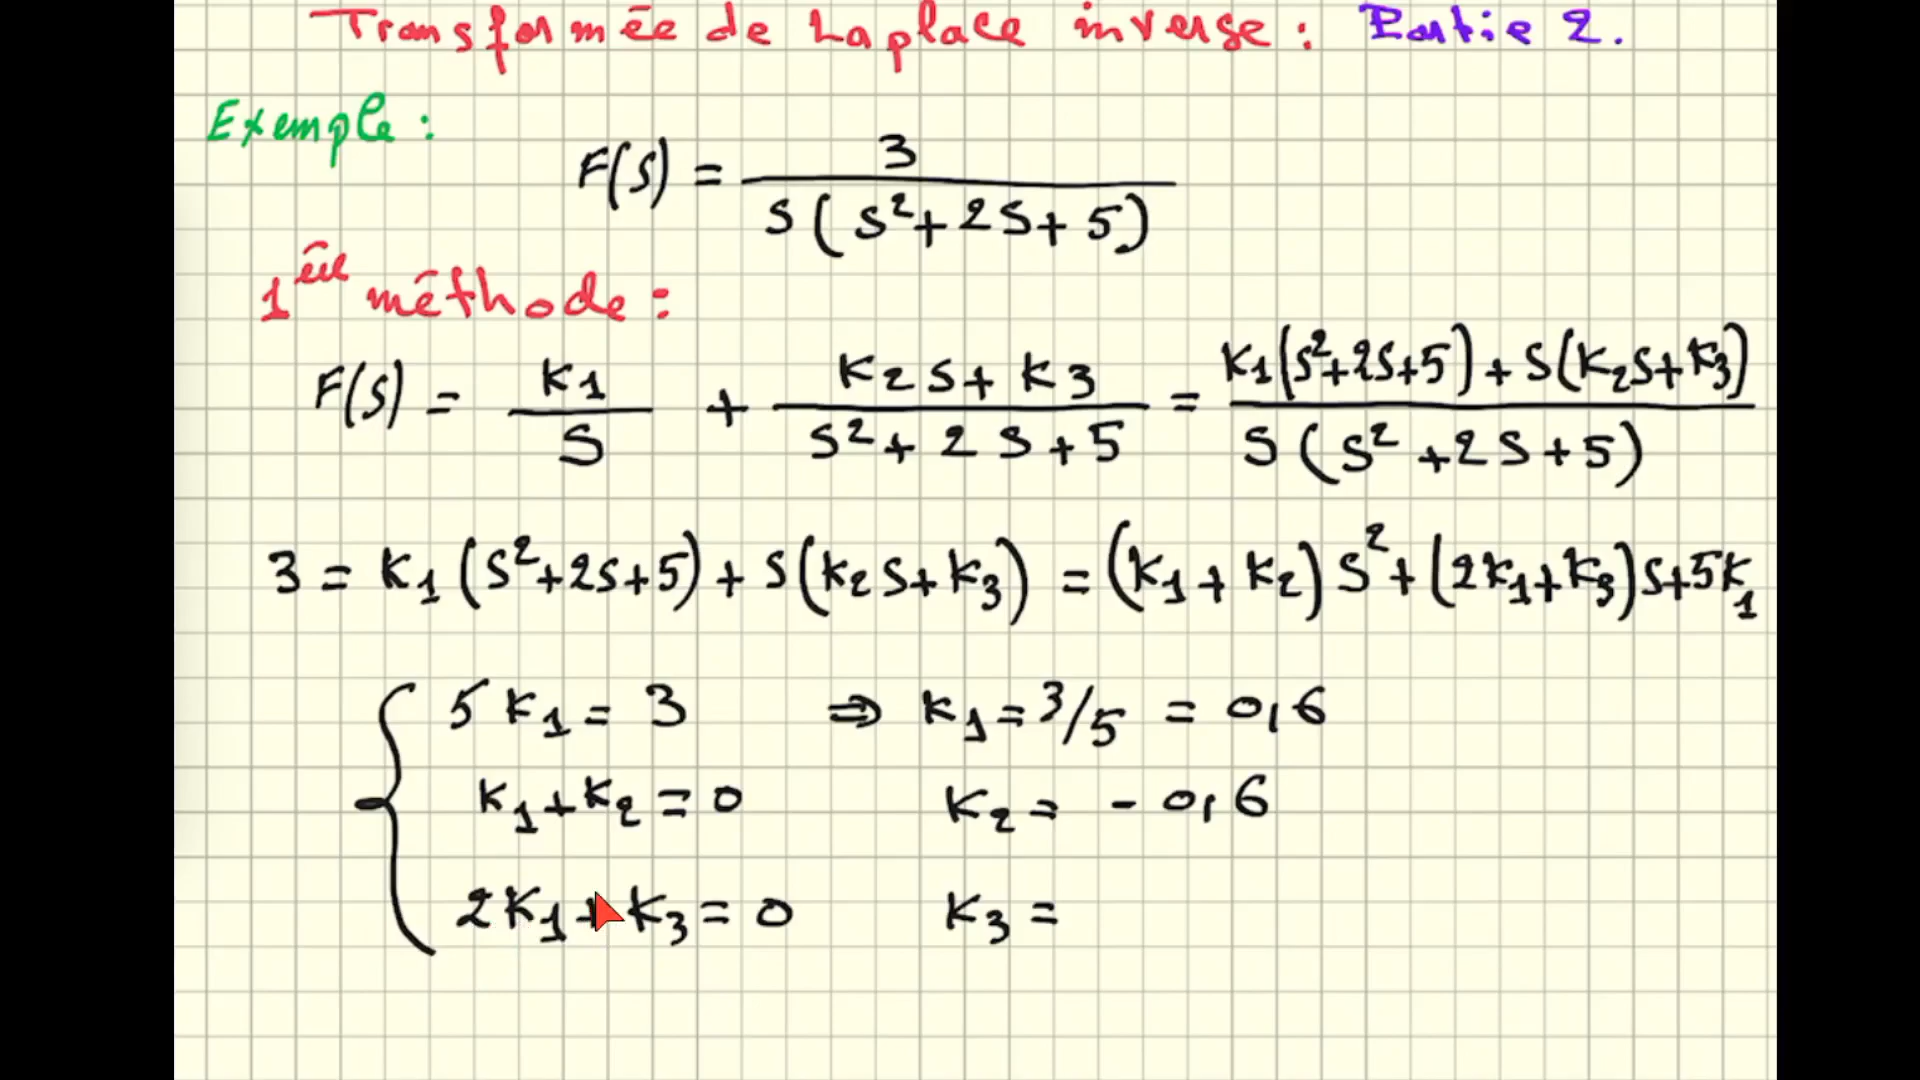 Transformée de Laplace inverse : Partie 2.
Exemple :
F(s) = 3 / s(s²+2s+5)
1ère méthode :
F(s) = K1/s + (K2s+K3)/(s²+2s+5) = (K1(s²+2s+5)+s(K2s+K3))/(s(s²+2s+5))
3 = K1(s²+2s+5)+s(K2s+K3) = (K1+K2)s²+(2K1+K3)s+5K1
5K1 = 3 ⇒ K1 = 3/5 = 0,6
K1+K2 = 0 K2 = -0,6
2K1+K3 = 0 K3 =